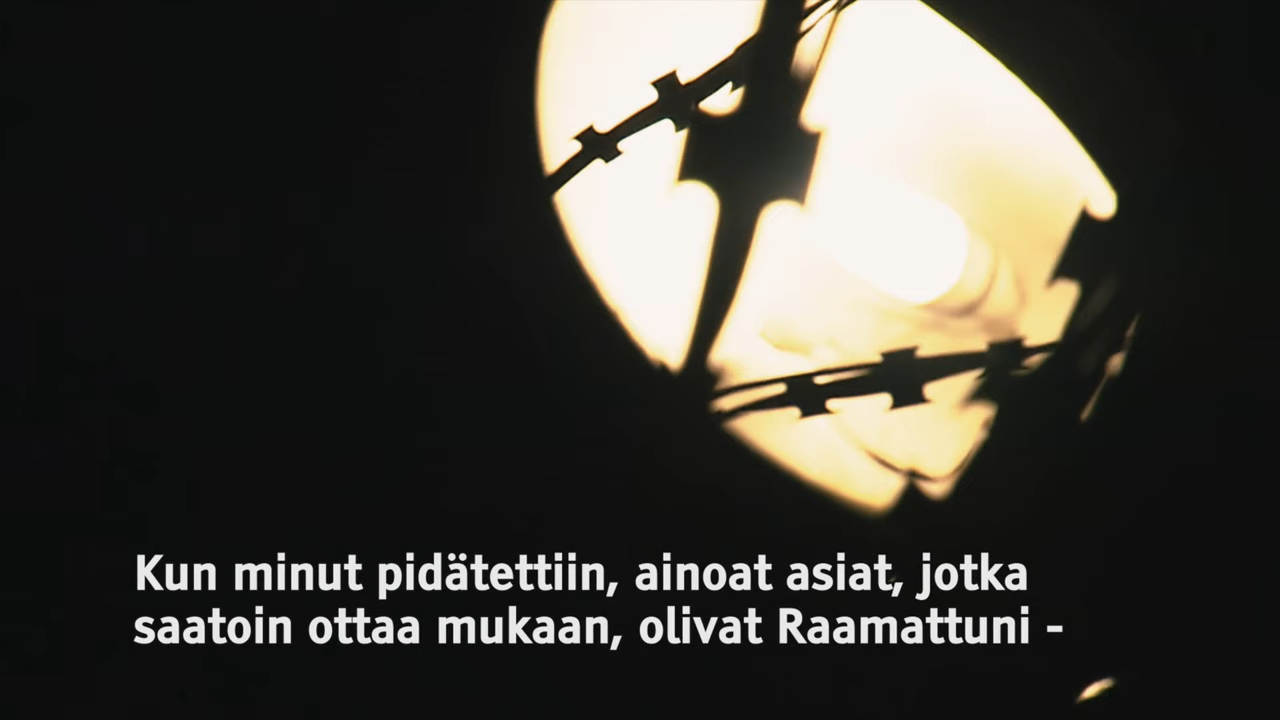 Kun minut pidätettiin, ainoat asiat, jotka
saatoin ottaa mukaan, olivat Raamattuni -